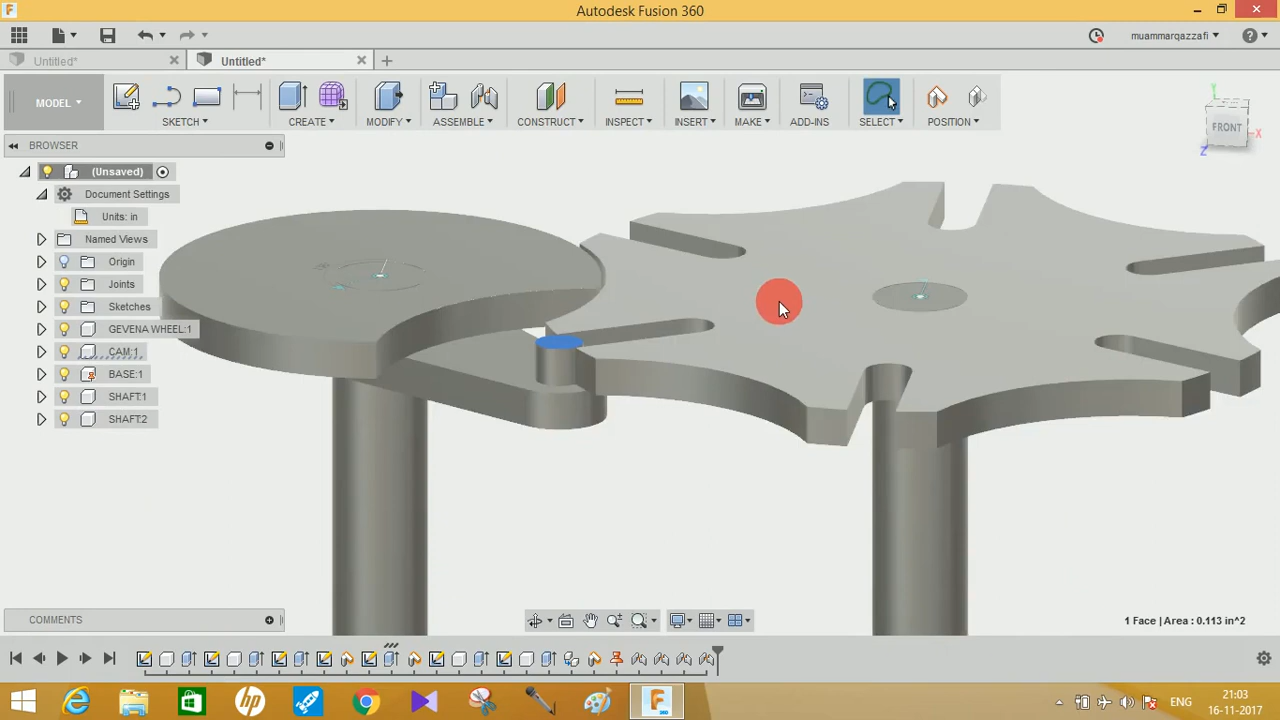 Autodesk Fusion 360
muammarqazzafi
Untitled*
Untitled*
MODEL
SKETCH
CREATE
MODIFY
ASSEMBLE
CONSTRUCT
INSPECT
INSERT
MAKE
ADD-INS
SELECT
POSITION
Y
FRONT
X
Z
BROWSER
(Unsaved)
Document Settings
Units: in
Named Views
Origin
Joints
Sketches
GEVENA WHEEL:1
CAM:1
BASE:1
SHAFT:1
SHAFT:2
COMMENTS
1 Face | Area : 0.113 in^2
ENG
21:03
16-11-2017